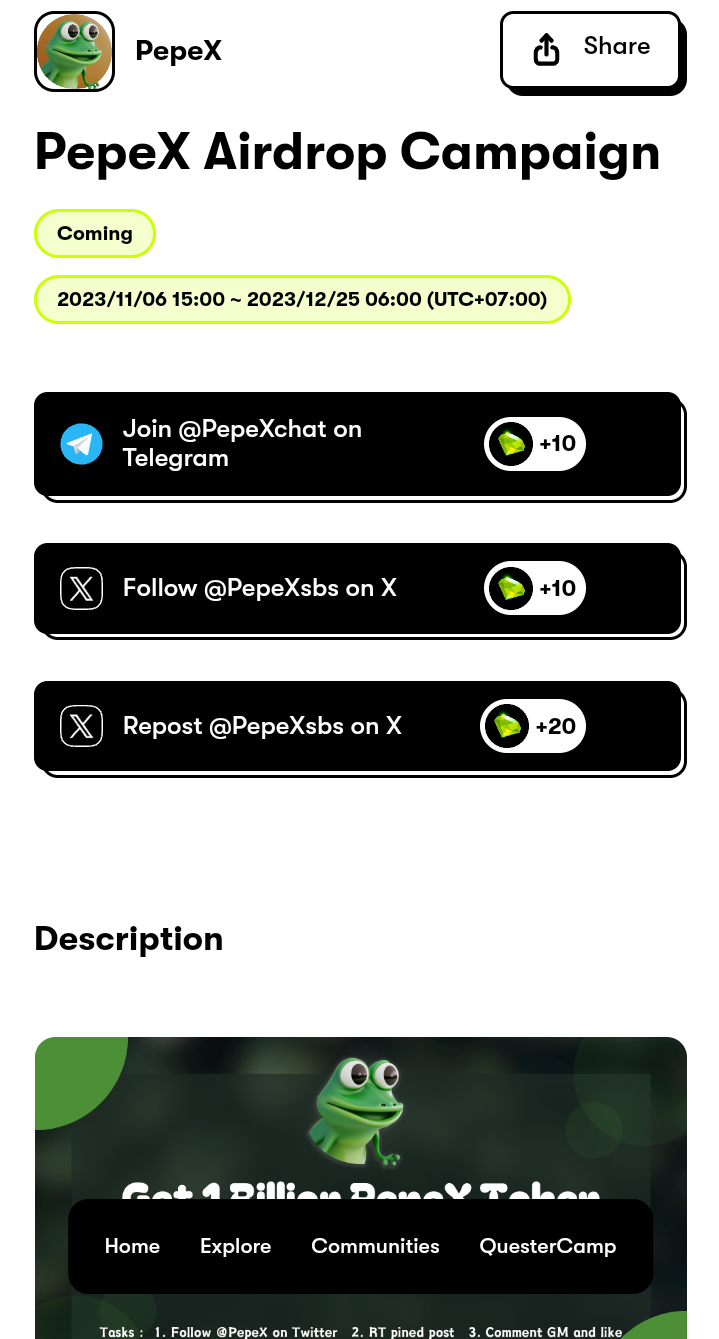 PepeX
Share
PepeX Airdrop Campaign
Coming
2023/11/06 15:00 ~ 2023/12/25 06:00 (UTC+07:00)
Join @PepeXchat on
Telegram
+10
Follow @PepeXsbs on X
+10
Repost @PepeXsbs on X
+20
Description
Get 1 Billion PepeX Token
Home Explore Communities QuesterCamp
Tasks : 1. Follow @PepeX on Twitter 2. RT pined post 3. Comment GM and like